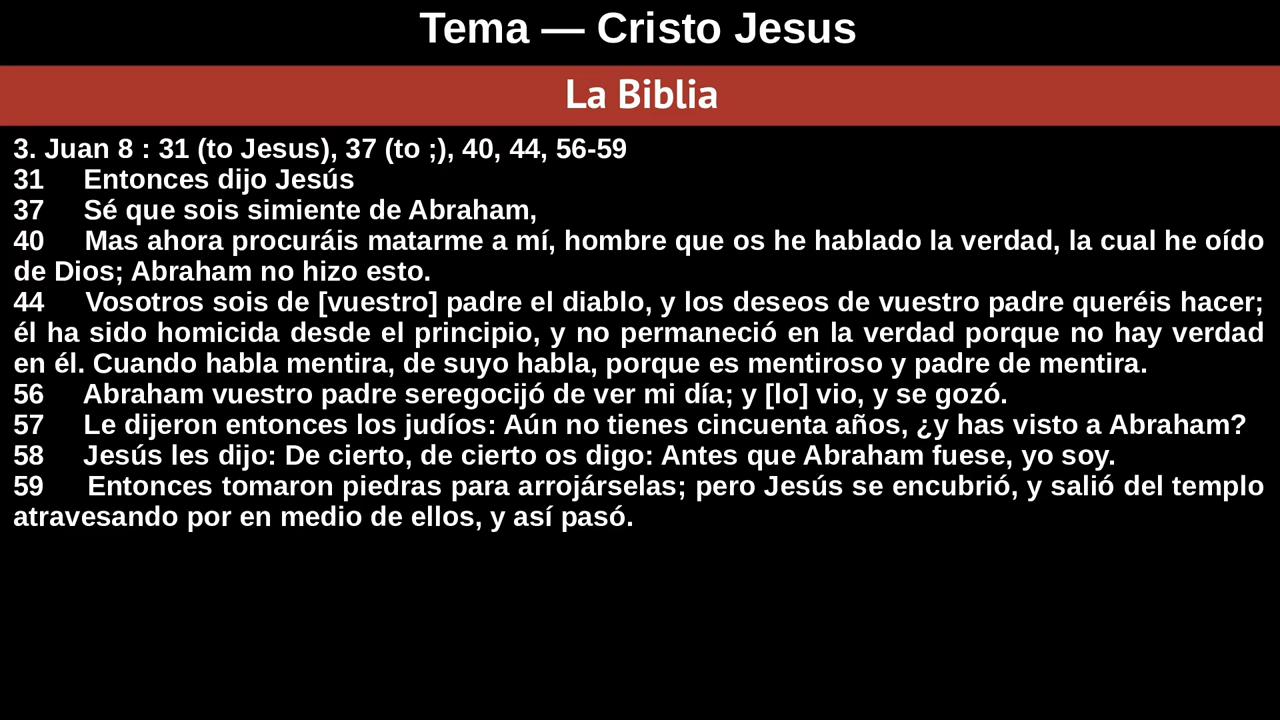 Tema — Cristo Jesus
La Biblia
3. Juan 8 : 31 (to Jesus), 37 (to ;), 40, 44, 56-59
31 Entonces dijo Jesús
37 Sé que sois simiente de Abraham,
40 Mas ahora procuráis matarme a mí, hombre que os he hablado la verdad, la cual he oído
de Dios; Abraham no hizo esto.
44 Vosotros sois de [vuestro] padre el diablo, y los deseos de vuestro padre queréis hacer;
él ha sido homicida desde el principio, y no permaneció en la verdad porque no hay verdad
en él. Cuando habla mentira, de suyo habla, porque es mentiroso y padre de mentira.
56 Abraham vuestro padre seregocijó de ver mi día; y [lo] vio, y se gozó.
57 Le dijeron entonces los judíos: Aún no tienes cincuenta años, ¿y has visto a Abraham?
58 Jesús les dijo: De cierto, de cierto os digo: Antes que Abraham fuese, yo soy.
59 Entonces tomaron piedras para arrojárselas; pero Jesús se encubrió, y salió del templo
atravesando por en medio de ellos, y así pasó.